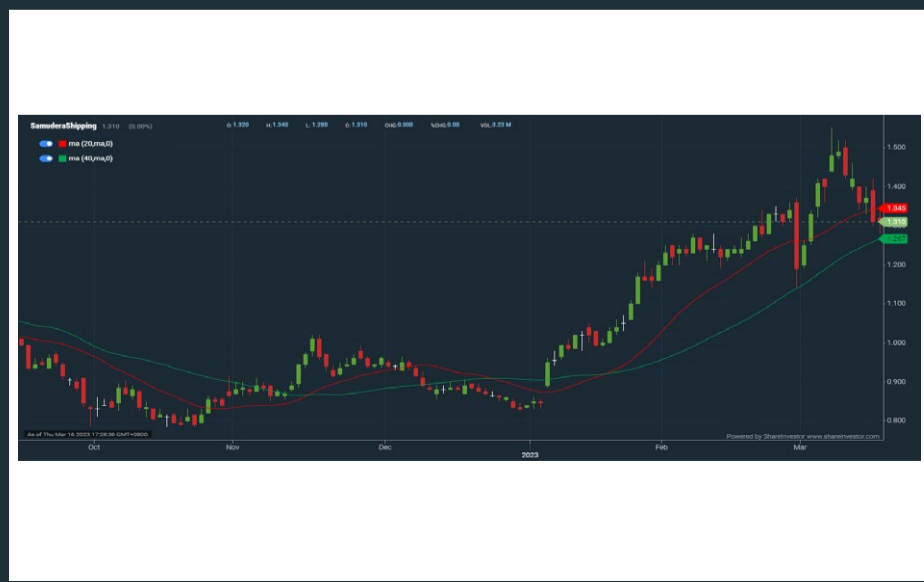 SamuderaShipping 1.310 (0.00%) O:1.320 H:1.340 L:1.280 C:1.310 CHG:0.000 %CHG:0.00 VOL:3.23 M
ma (20,ma,0)
ma (40,ma,0)
1.500
1.400
1.345
1.310
1.267
1.200
1.100
1.000
0.900
0.800
As of Thu Mar 16 2023 17:28:36 GMT+0800
Powered by ShareInvestor www.shareinvestor.com
Oct Nov Dec Feb Mar
2023